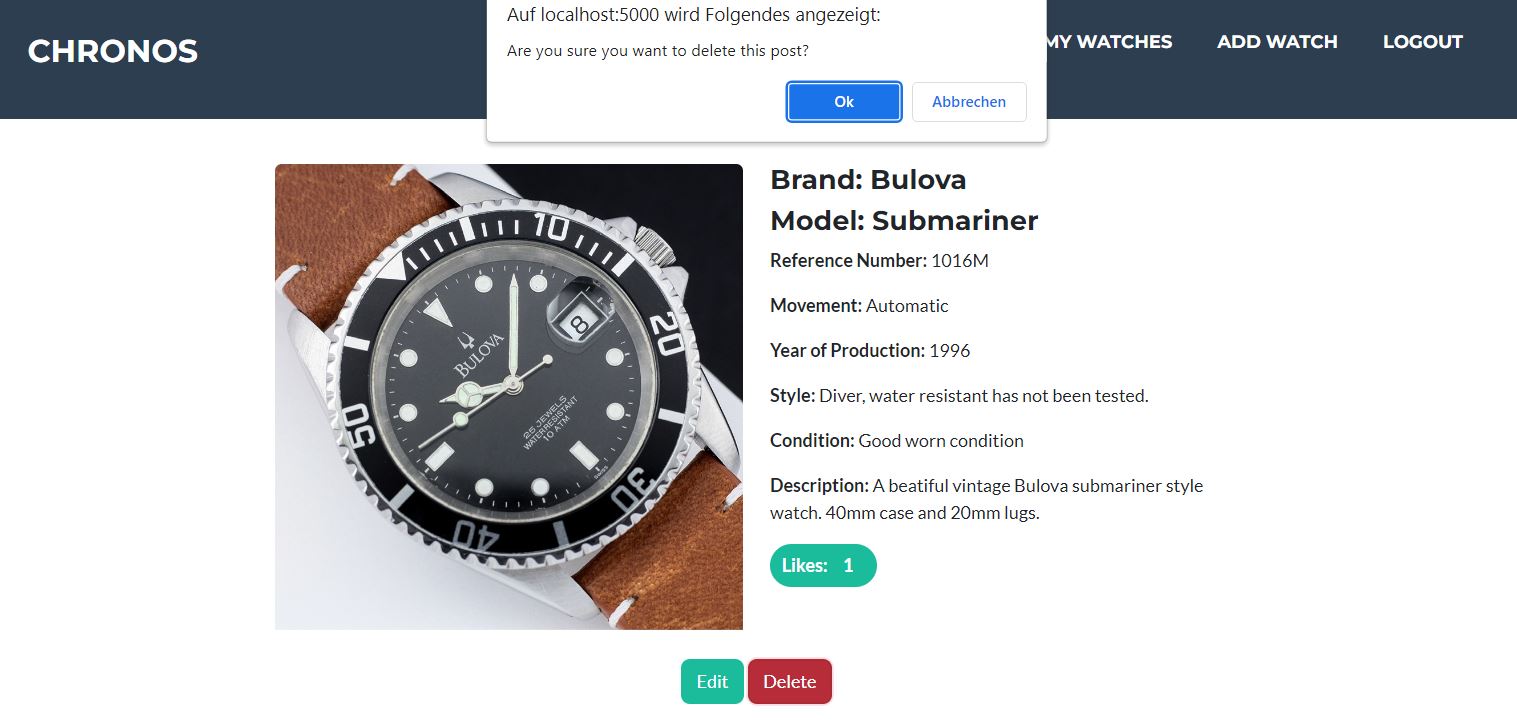 Auf localhost:5000 wird Folgendes angezeigt:
Are you sure you want to delete this post?
Ok
Abbrechen
CHRONOS
MY WATCHES
ADD WATCH
LOGOUT
10
20
30
40
50
8
BULOVA
25 JEWELS
WATERRESISTANT
10 ATM
SWISS
Brand: Bulova
Model: Submariner
Reference Number: 1016M
Movement: Automatic
Year of Production: 1996
Style: Diver, water resistant has not been tested.
Condition: Good worn condition
Description: A beatiful vintage Bulova submariner style
watch. 40mm case and 20mm lugs.
Likes: 1
Edit
Delete